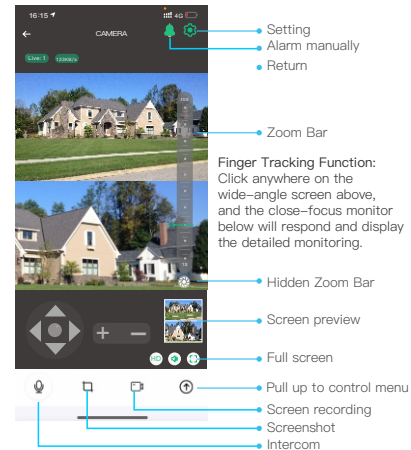 16:15
4G
CAMERA
Live: 1
123KB/s
Setting
Alarm manually
Return
Zoom Bar
Finger Tracking Function:
Click anywhere on the
wide-angle screen above,
and the close-focus monitor
below will respond and display
the detailed monitoring.
Hidden Zoom Bar
Screen preview
HD
Full screen
Pull up to control menu
Screen recording
Screenshot
Intercom